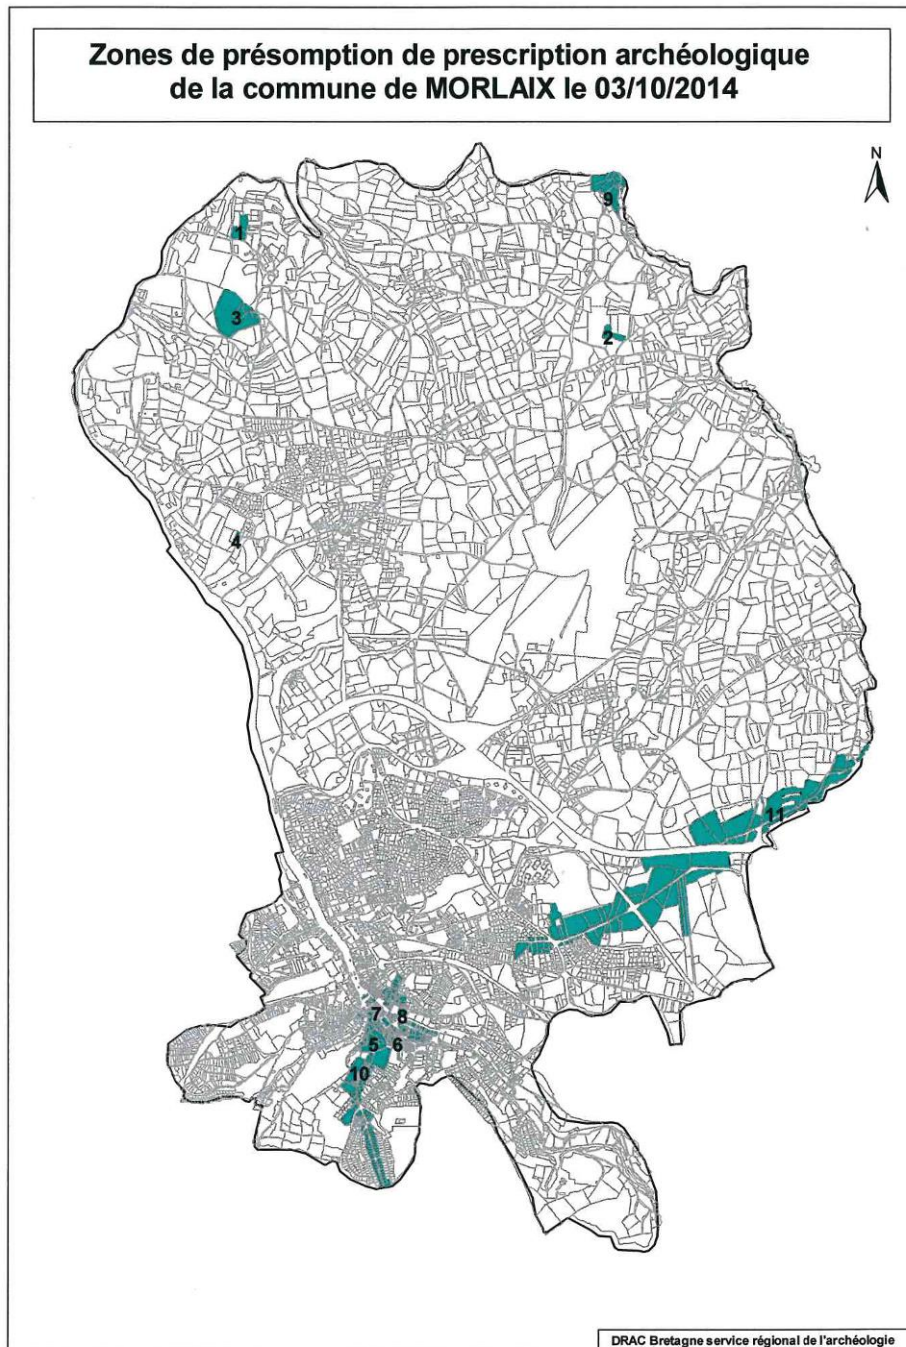 Zones de présomption de prescription archéologique
de la commune de MORLAIX le 03/10/2014
N
9
1
3
2
4
11
7 8
5 6
10
DRAC Bretagne service régional de l'archéologie